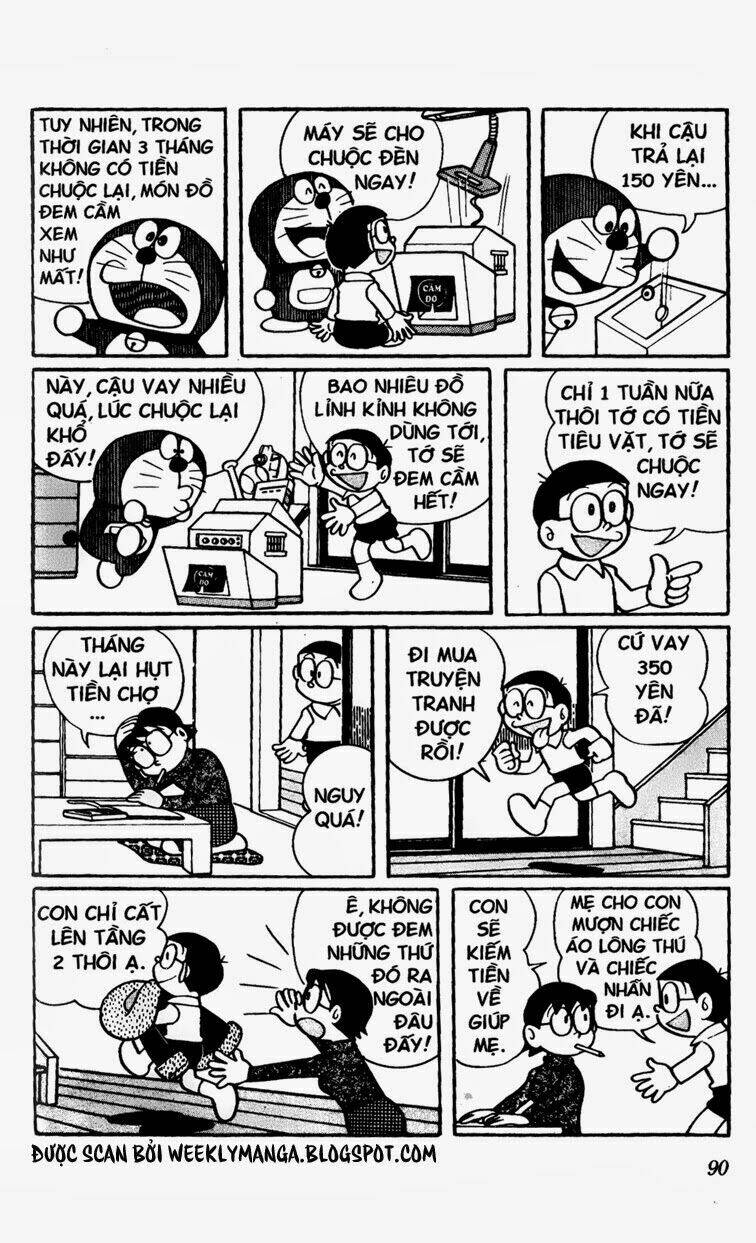 KHI CẬU
TRẢ LẠI
150 YÊN...
MÁY SẼ CHO
CHUỘC ĐÈN
NGAY!
CẦM
ĐỒ
TUY NHIÊN, TRONG
THỜI GIAN 3 THÁNG
KHÔNG CÓ TIỀN
CHUỘC LẠI, MÓN ĐỒ
ĐEM CẦM
XEM
NHƯ
MẤT!
CHỈ 1 TUẦN NỮA
THÔI TỚ CÓ TIỀN
TIÊU VẶT, TỚ SẼ
CHUỘC
NGAY!
BAO NHIÊU ĐỒ
LỈNH KỈNH KHÔNG
DÙNG TỚI,
TỚ SẼ
ĐEM CẦM
HẾT!
NÀY, CẬU VAY NHIỀU
QUÁ, LÚC CHUỘC LẠI
KHỔ
ĐẤY!
CẦM
ĐỒ
CỨ VAY
350
YÊN
ĐÃ!
ĐI MUA
TRUYỆN
TRANH
ĐƯỢC
RỒI!
THÁNG
NÀY LẠI HỤT
TIỀN CHỢ
...
NGUY
QUÁ!
MẸ CHO CON
MƯỢN CHIẾC
ÁO LÔNG THÚ
VÀ CHIẾC
NHẪN
ĐI Ạ.
CON
SẼ
KIẾM
TIỀN
VỀ
GIÚP
MẸ.
Ê, KHÔNG
ĐƯỢC ĐEM
NHỮNG THỨ
ĐÓ RA
NGOÀI
ĐÂU
ĐẤY!
CON CHỈ CẤT
LÊN TẦNG
2 THÔI Ạ.
ĐƯỢC SCAN BỞI WEEKLYMANGA.BLOGSPOT.COM
90